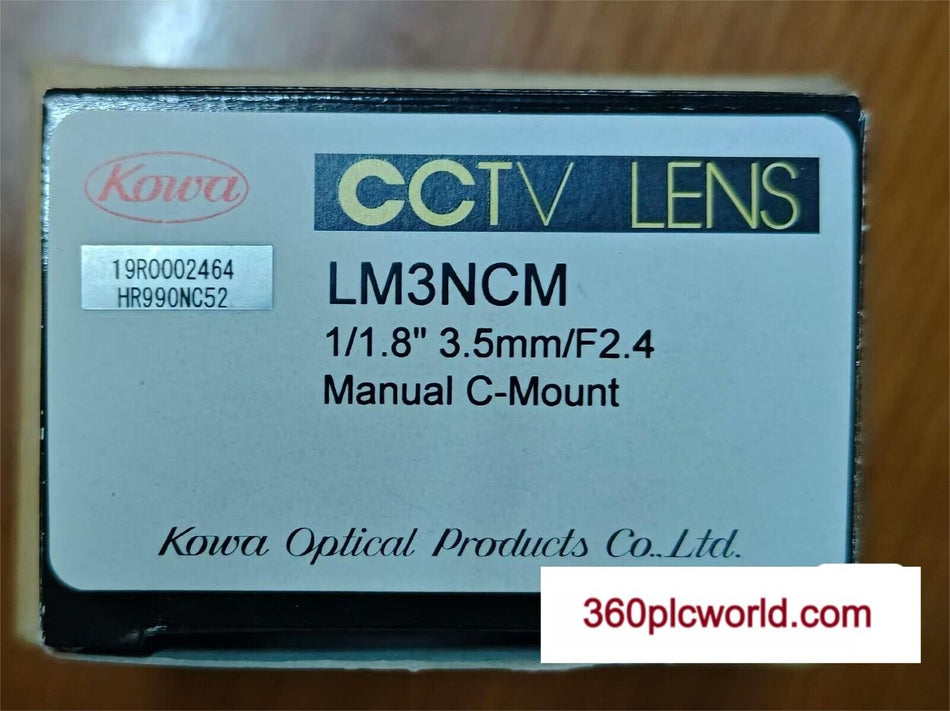 Kowa
CCTV LENS
19R0002464
HR990NC52
LM3NCM
1/1.8" 3.5mm/F2.4
Manual C-Mount
Kowa Optical Products Co.,Ltd.
360plcworld.com